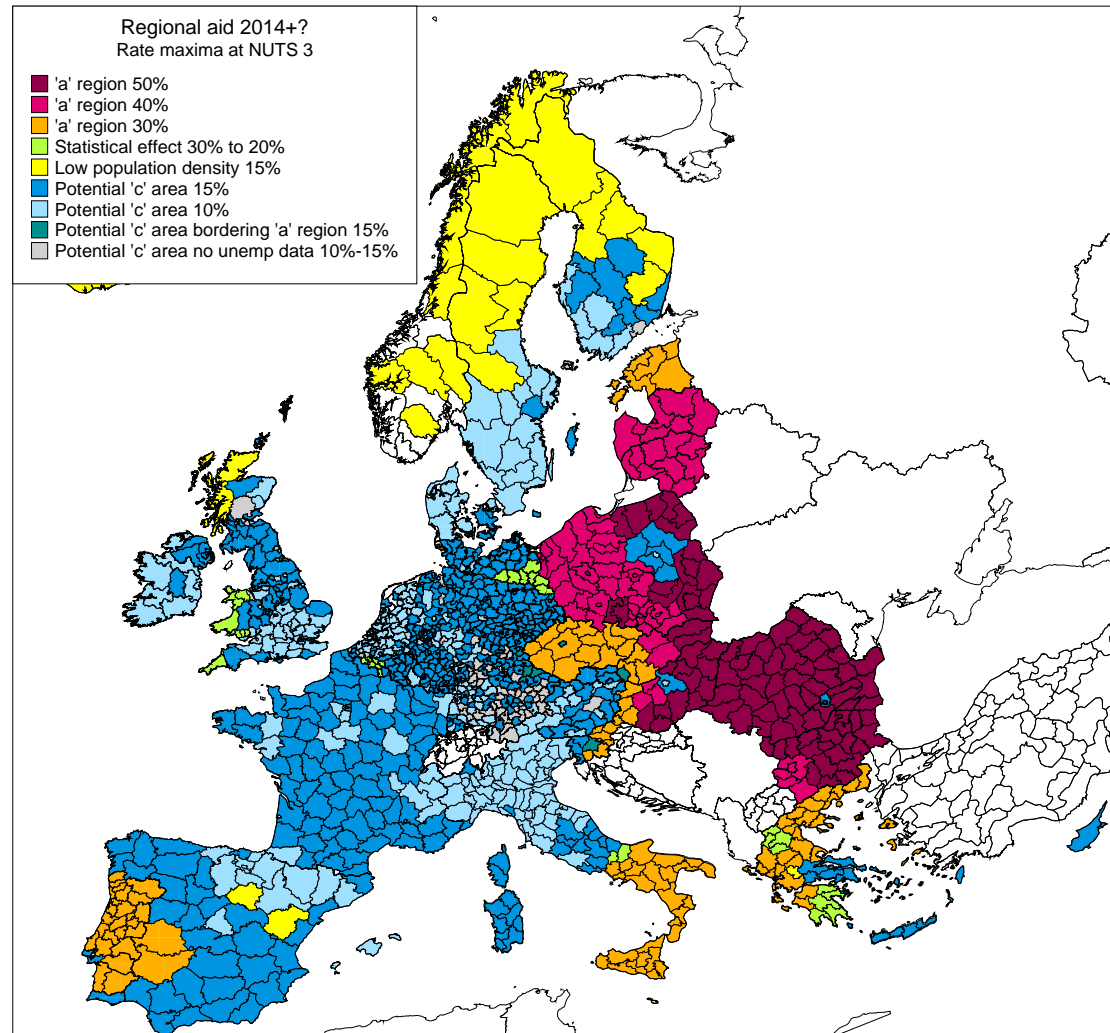 Regional aid 2014+?
Rate maxima at NUTS 3
'a' region 50%
'a' region 40%
'a' region 30%
Statistical effect 30% to 20%
Low population density 15%
Potential 'c' area 15%
Potential 'c' area 10%
Potential 'c' area bordering 'a' region 15%
Potential 'c' area no unemp data 10%-15%